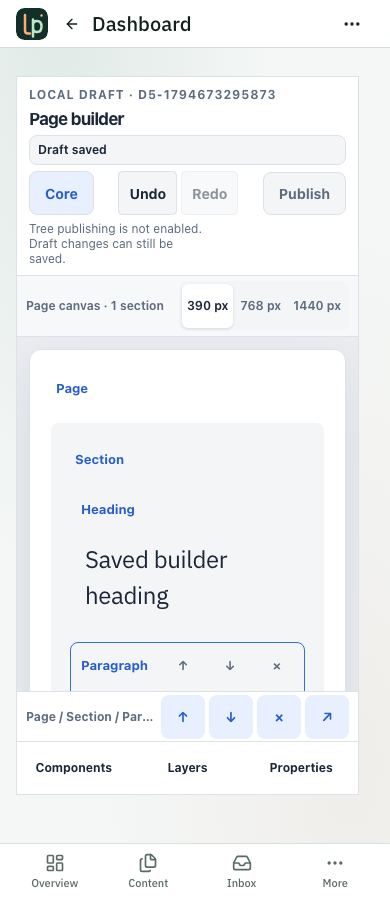 lp
Dashboard
LOCAL DRAFT · D5-1794673295873
Page builder
Draft saved
Core Undo Redo Publish
Tree publishing is not enabled.
Draft changes can still be
saved.
Page canvas · 1 section 390 px 768 px 1440 px
Page
Section
Heading
Saved builder
heading
Paragraph
Page / Section / Par...
Components Layers Properties
Overview Content Inbox More